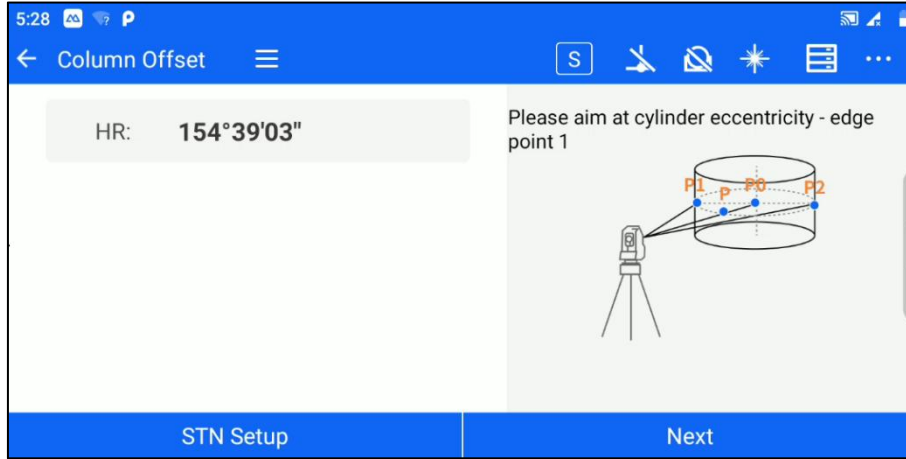 5:28
Column Offset
S
HR: 154°39'03"
Please aim at cylinder eccentricity - edge
point 1
P1 P P0 P2
STN Setup
Next